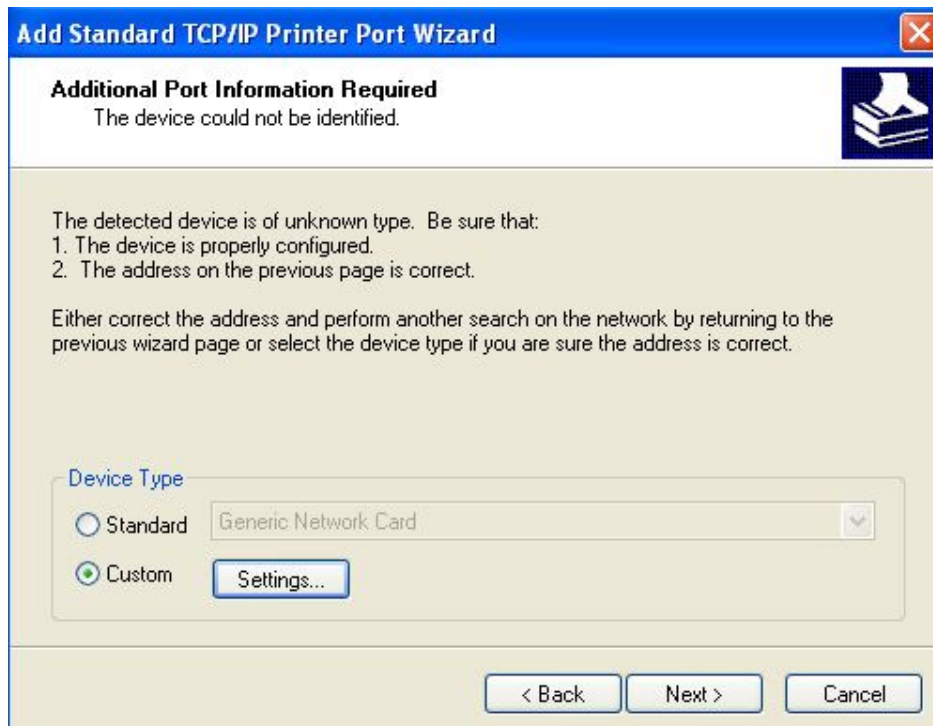 Add Standard TCP/IP Printer Port Wizard
Additional Port Information Required
The device could not be identified.
The detected device is of unknown type.  Be sure that:
1. The device is properly configured.
2.  The address on the previous page is correct.
Either correct the address and perform another search on the network by returning to the
previous wizard page or select the device type if you are sure the address is correct.
Device Type
Standard
Generic Network Card
Custom
Settings...
< Back
Next >
Cancel